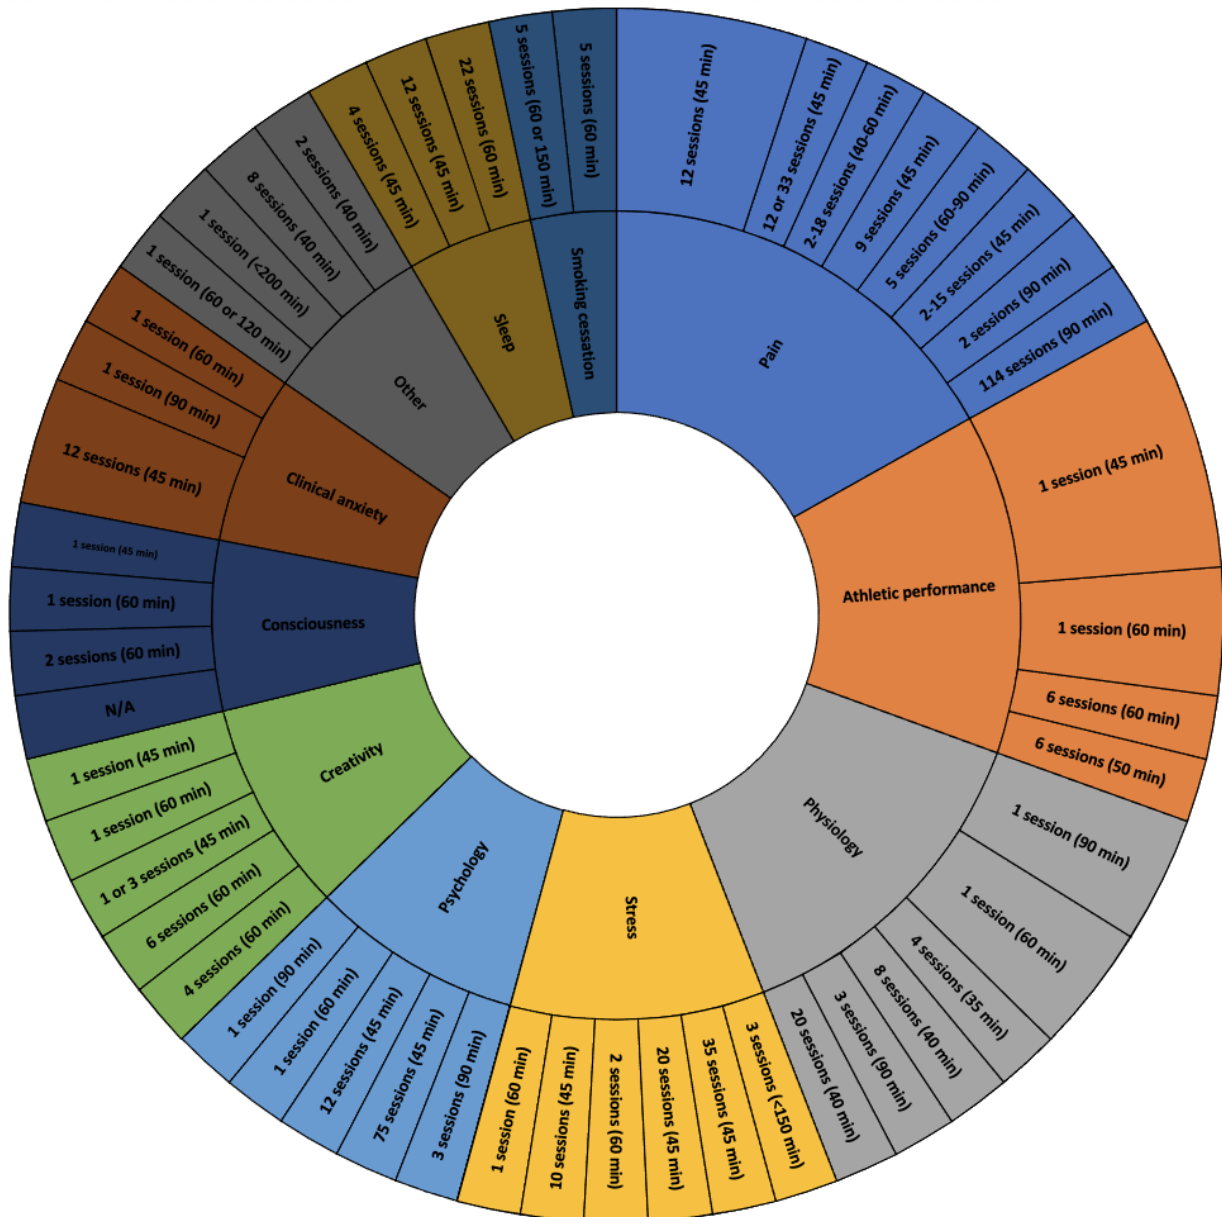 Pain
12 sessions (45 min)
12 or 33 sessions (45 min)
2-18 sessions (40-60 min)
9 sessions (45 min)
5 sessions (60-90 min)
2-15 sessions (45 min)
2 sessions (90 min)
114 sessions (90 min)
Athletic performance
1 session (45 min)
1 session (60 min)
6 sessions (60 min)
6 sessions (50 min)
Physiology
1 session (90 min)
1 session (60 min)
4 sessions (35 min)
8 sessions (40 min)
3 sessions (90 min)
20 sessions (40 min)
Stress
3 sessions (<150 min)
35 sessions (45 min)
20 sessions (45 min)
2 sessions (60 min)
10 sessions (45 min)
1 session (60 min)
Psychology
3 sessions (90 min)
75 sessions (45 min)
12 sessions (45 min)
1 session (60 min)
1 session (90 min)
Creativity
4 sessions (60 min)
6 sessions (60 min)
1 or 3 sessions (45 min)
1 session (60 min)
1 session (45 min)
Consciousness
N/A
2 sessions (60 min)
1 session (60 min)
1 session (45 min)
Clinical anxiety
12 sessions (45 min)
1 session (90 min)
1 session (60 min)
Other
1 session (60 or 120 min)
1 session (<200 min)
8 sessions (40 min)
2 sessions (40 min)
Sleep
4 sessions (45 min)
12 sessions (45 min)
22 sessions (60 min)
Smoking cessation
5 sessions (60 or 150 min)
5 sessions (60 min)